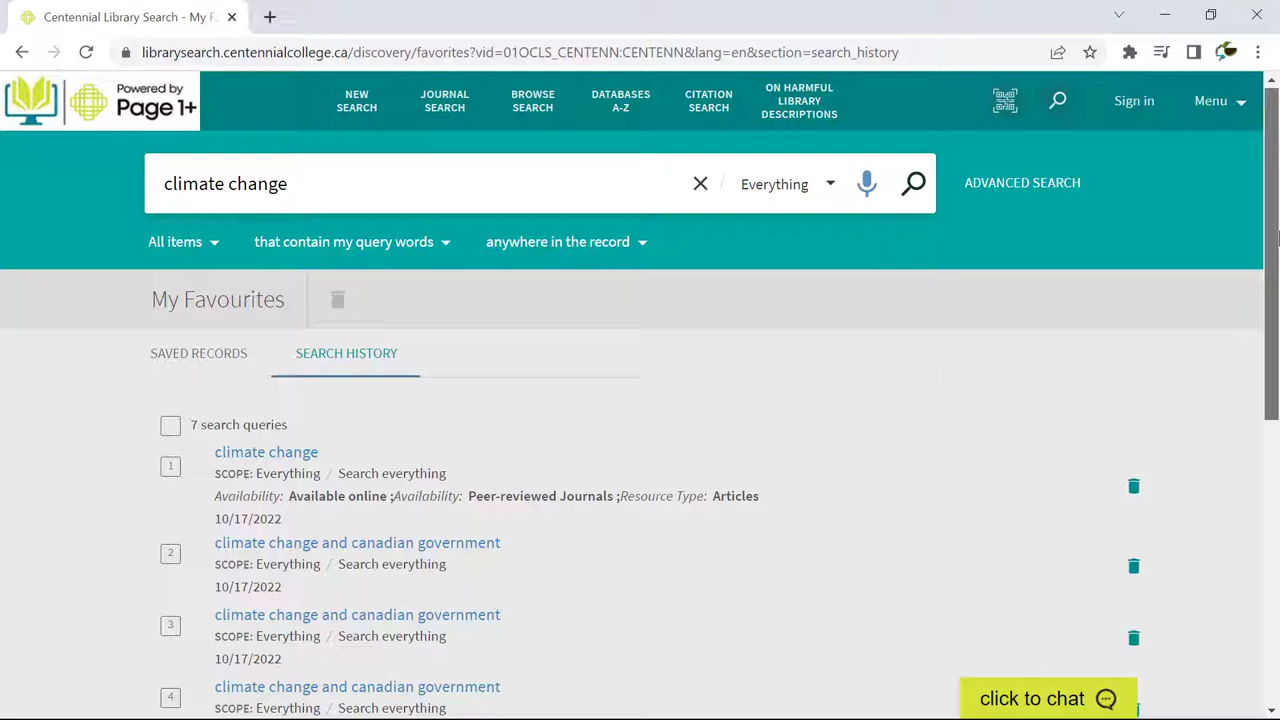 Centennial Library Search - My Fa
librarysearch.centennialcollege.ca/discovery/favorites?vid=01OCLS_CENTENN:CENTENN&lang=en&section=search_history
Powered by
Page 1+
NEW
SEARCH
JOURNAL
SEARCH
BROWSE
SEARCH
DATABASES
A-Z
CITATION
SEARCH
ON HARMFUL
LIBRARY
DESCRIPTIONS
Sign in
Menu
climate change
Everything
ADVANCED SEARCH
All items
that contain my query words
anywhere in the record
My Favourites
SAVED RECORDS
SEARCH HISTORY
7 search queries
1
climate change
SCOPE: Everything / Search everything
Availability: Available online ;Availability: Peer-reviewed Journals ;Resource Type: Articles
10/17/2022
2
climate change and canadian government
SCOPE: Everything / Search everything
10/17/2022
3
climate change and canadian government
SCOPE: Everything / Search everything
10/17/2022
4
climate change and canadian government
SCOPE: Everything / Search everything
click to chat